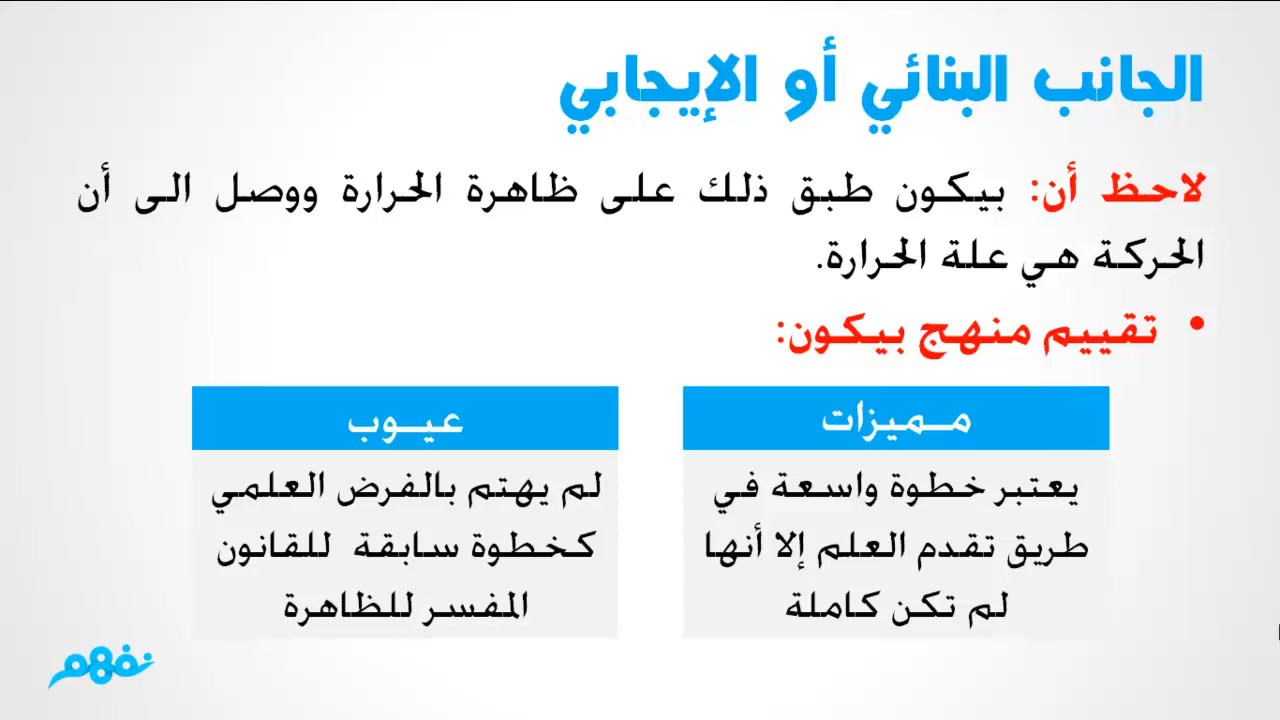 الجانب البنائي أو الإيجابي
لاحظ أن: بيكون طبق ذلك على ظاهرة الحرارة ووصل الى أن
الحركة هي علة الحرارة.
• تقييم منهج بيكون:
مميزات
يعتبر خطوة واسعة في
طريق تقدم العلم إلا أنها
لم تكن كاملة
عيوب
لم يهتم بالفرض العلمي
كخطوة سابقة للقانون
المفسر للظاهرة
نفهم